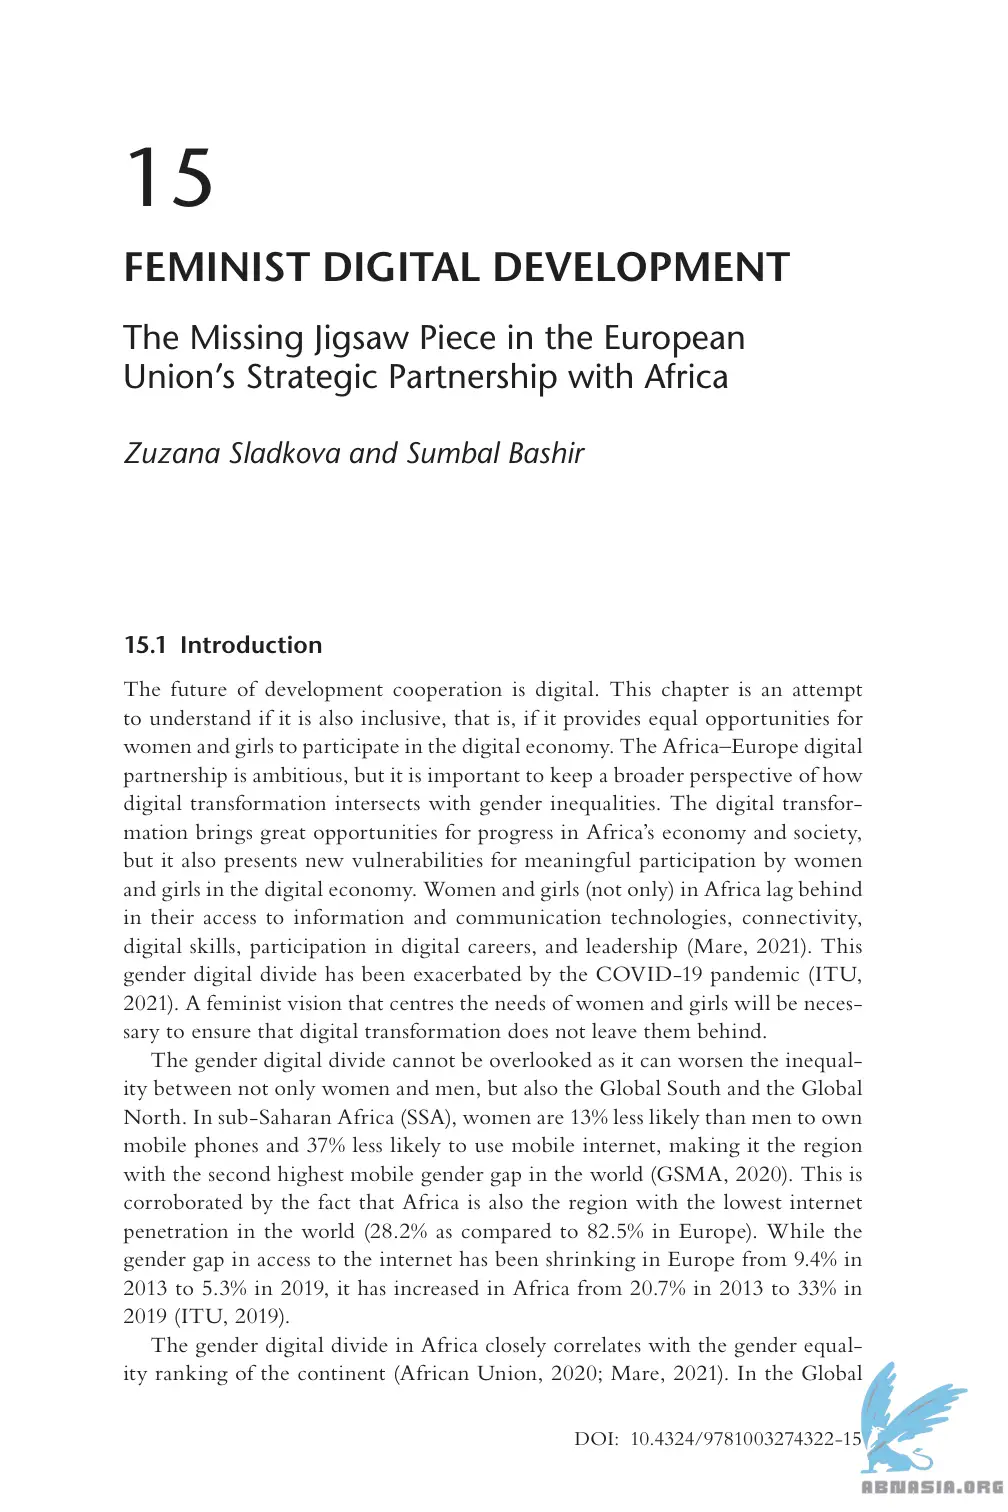 15
FEMINIST DIGITAL DEVELOPMENT
The Missing Jigsaw Piece in the European
Union's Strategic Partnership with Africa
Zuzana Sladkova and Sumbal Bashir
15.1 Introduction
The future of development cooperation is digital. This chapter is an attempt
to understand if it is also inclusive, that is, if it provides equal opportunities for
women and girls to participate in the digital economy. The Africa–Europe digital
partnership is ambitious, but it is important to keep a broader perspective of how
digital transformation intersects with gender inequalities. The digital transfor-
mation brings great opportunities for progress in Africa's economy and society,
but it also presents new vulnerabilities for meaningful participation by women
and girls in the digital economy. Women and girls (not only) in Africa lag behind
in their access to information and communication technologies, connectivity,
digital skills, participation in digital careers, and leadership (Mare, 2021). This
gender digital divide has been exacerbated by the COVID-19 pandemic (ITU,
2021). A feminist vision that centres the needs of women and girls will be neces-
sary to ensure that digital transformation does not leave them behind.
The gender digital divide cannot be overlooked as it can worsen the inequal-
ity between not only women and men, but also the Global South and the Global
North. In sub-Saharan Africa (SSA), women are 13% less likely than men to own
mobile phones and 37% less likely to use mobile internet, making it the region
with the second highest mobile gender gap in the world (GSMA, 2020). This is
corroborated by the fact that Africa is also the region with the lowest internet
penetration in the world (28.2% as compared to 82.5% in Europe). While the
gender gap in access to the internet has been shrinking in Europe from 9.4% in
2013 to 5.3% in 2019, it has increased in Africa from 20.7% in 2013 to 33% in
2019 (ITU, 2019).
The gender digital divide in Africa closely correlates with the gender equal-
ity ranking of the continent (African Union, 2020; Mare, 2021). In the Global
DOI: 10.4324/9781003274322-15
ABNASIA.ORG